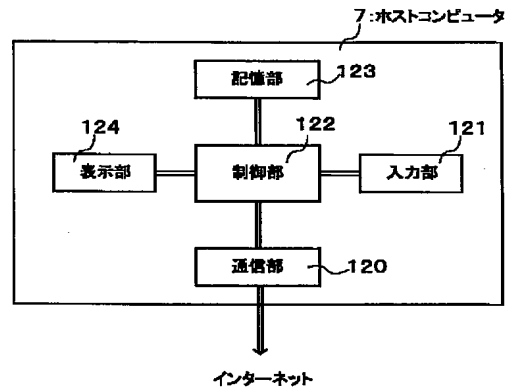 7:ホストコンピュータ
記憶部
123
124
122
121
表示部
制御部
入力部
通信部
120
インターネット